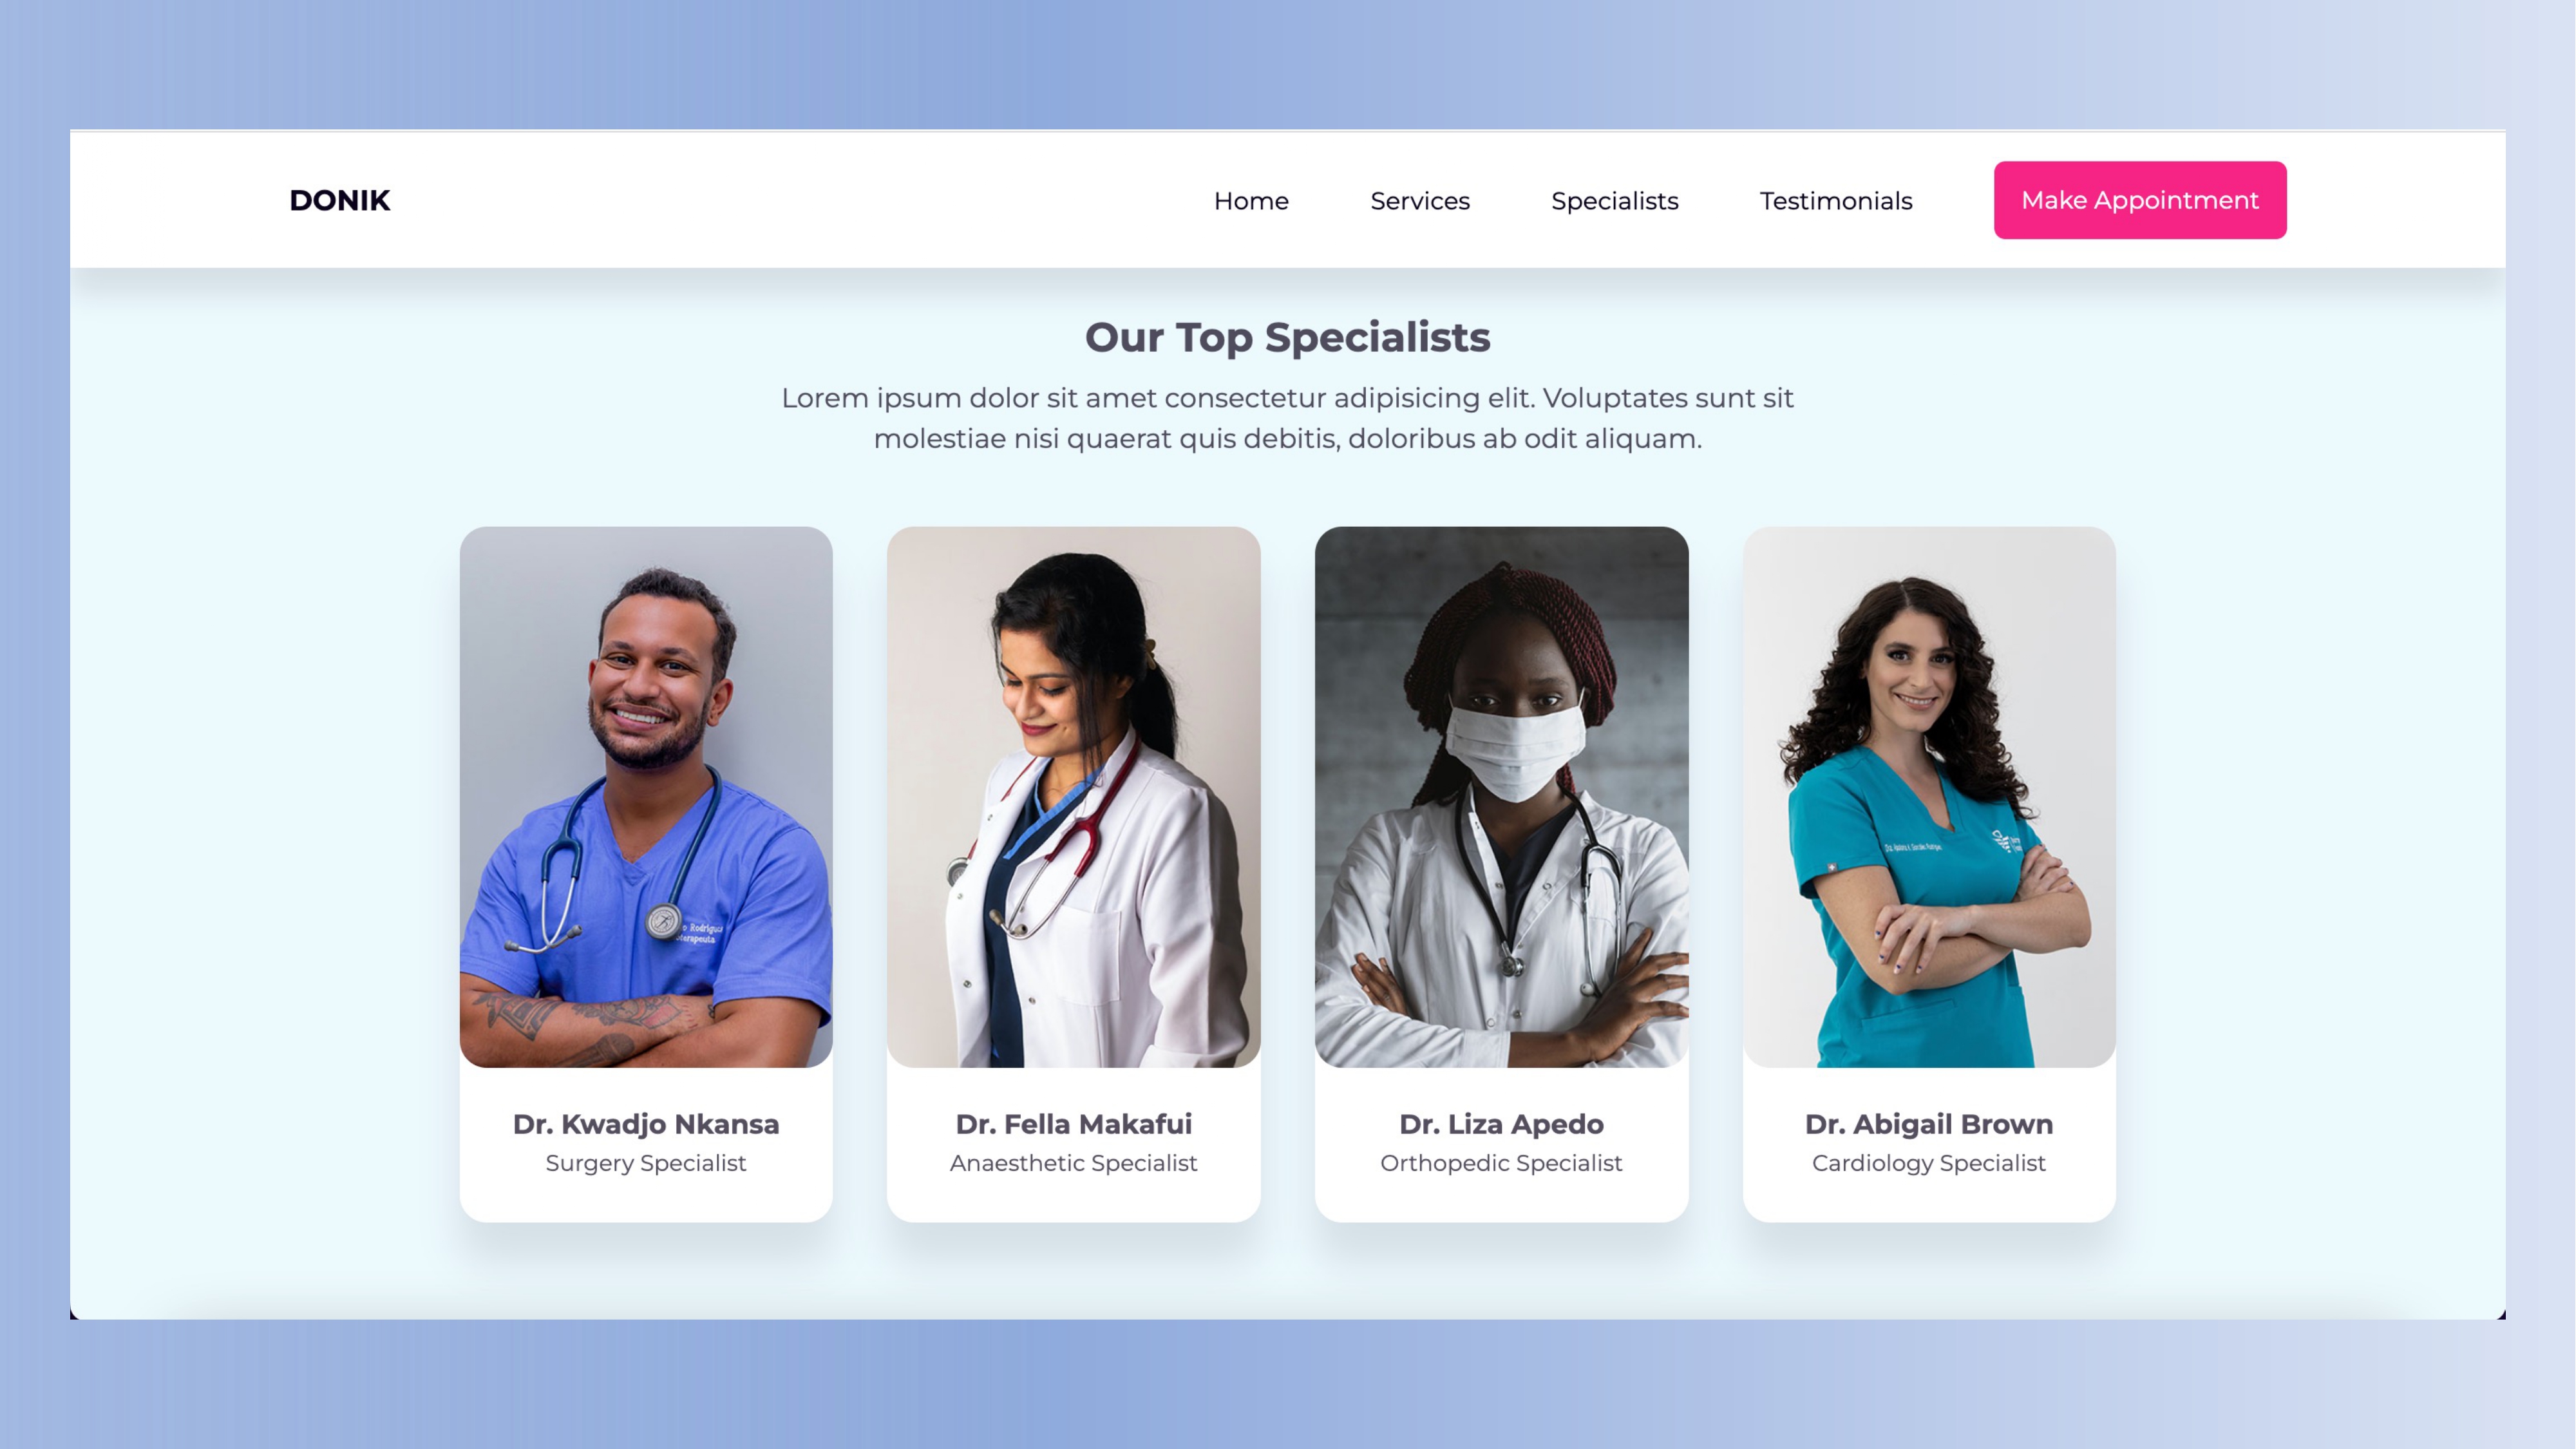 DONIK
Home
Services
Specialists
Testimonials
Make Appointment
Our Top Specialists
Lorem ipsum dolor sit amet consectetur adipisicing elit. Voluptates sunt sit
molestiae nisi quaerat quis debitis, doloribus ab odit aliquam.
Dr. Kwadjo Nkansa
Surgery Specialist
Dr. Fella Makafui
Anaesthetic Specialist
Dr. Liza Apedo
Orthopedic Specialist
Dr. Abigail Brown
Cardiology Specialist